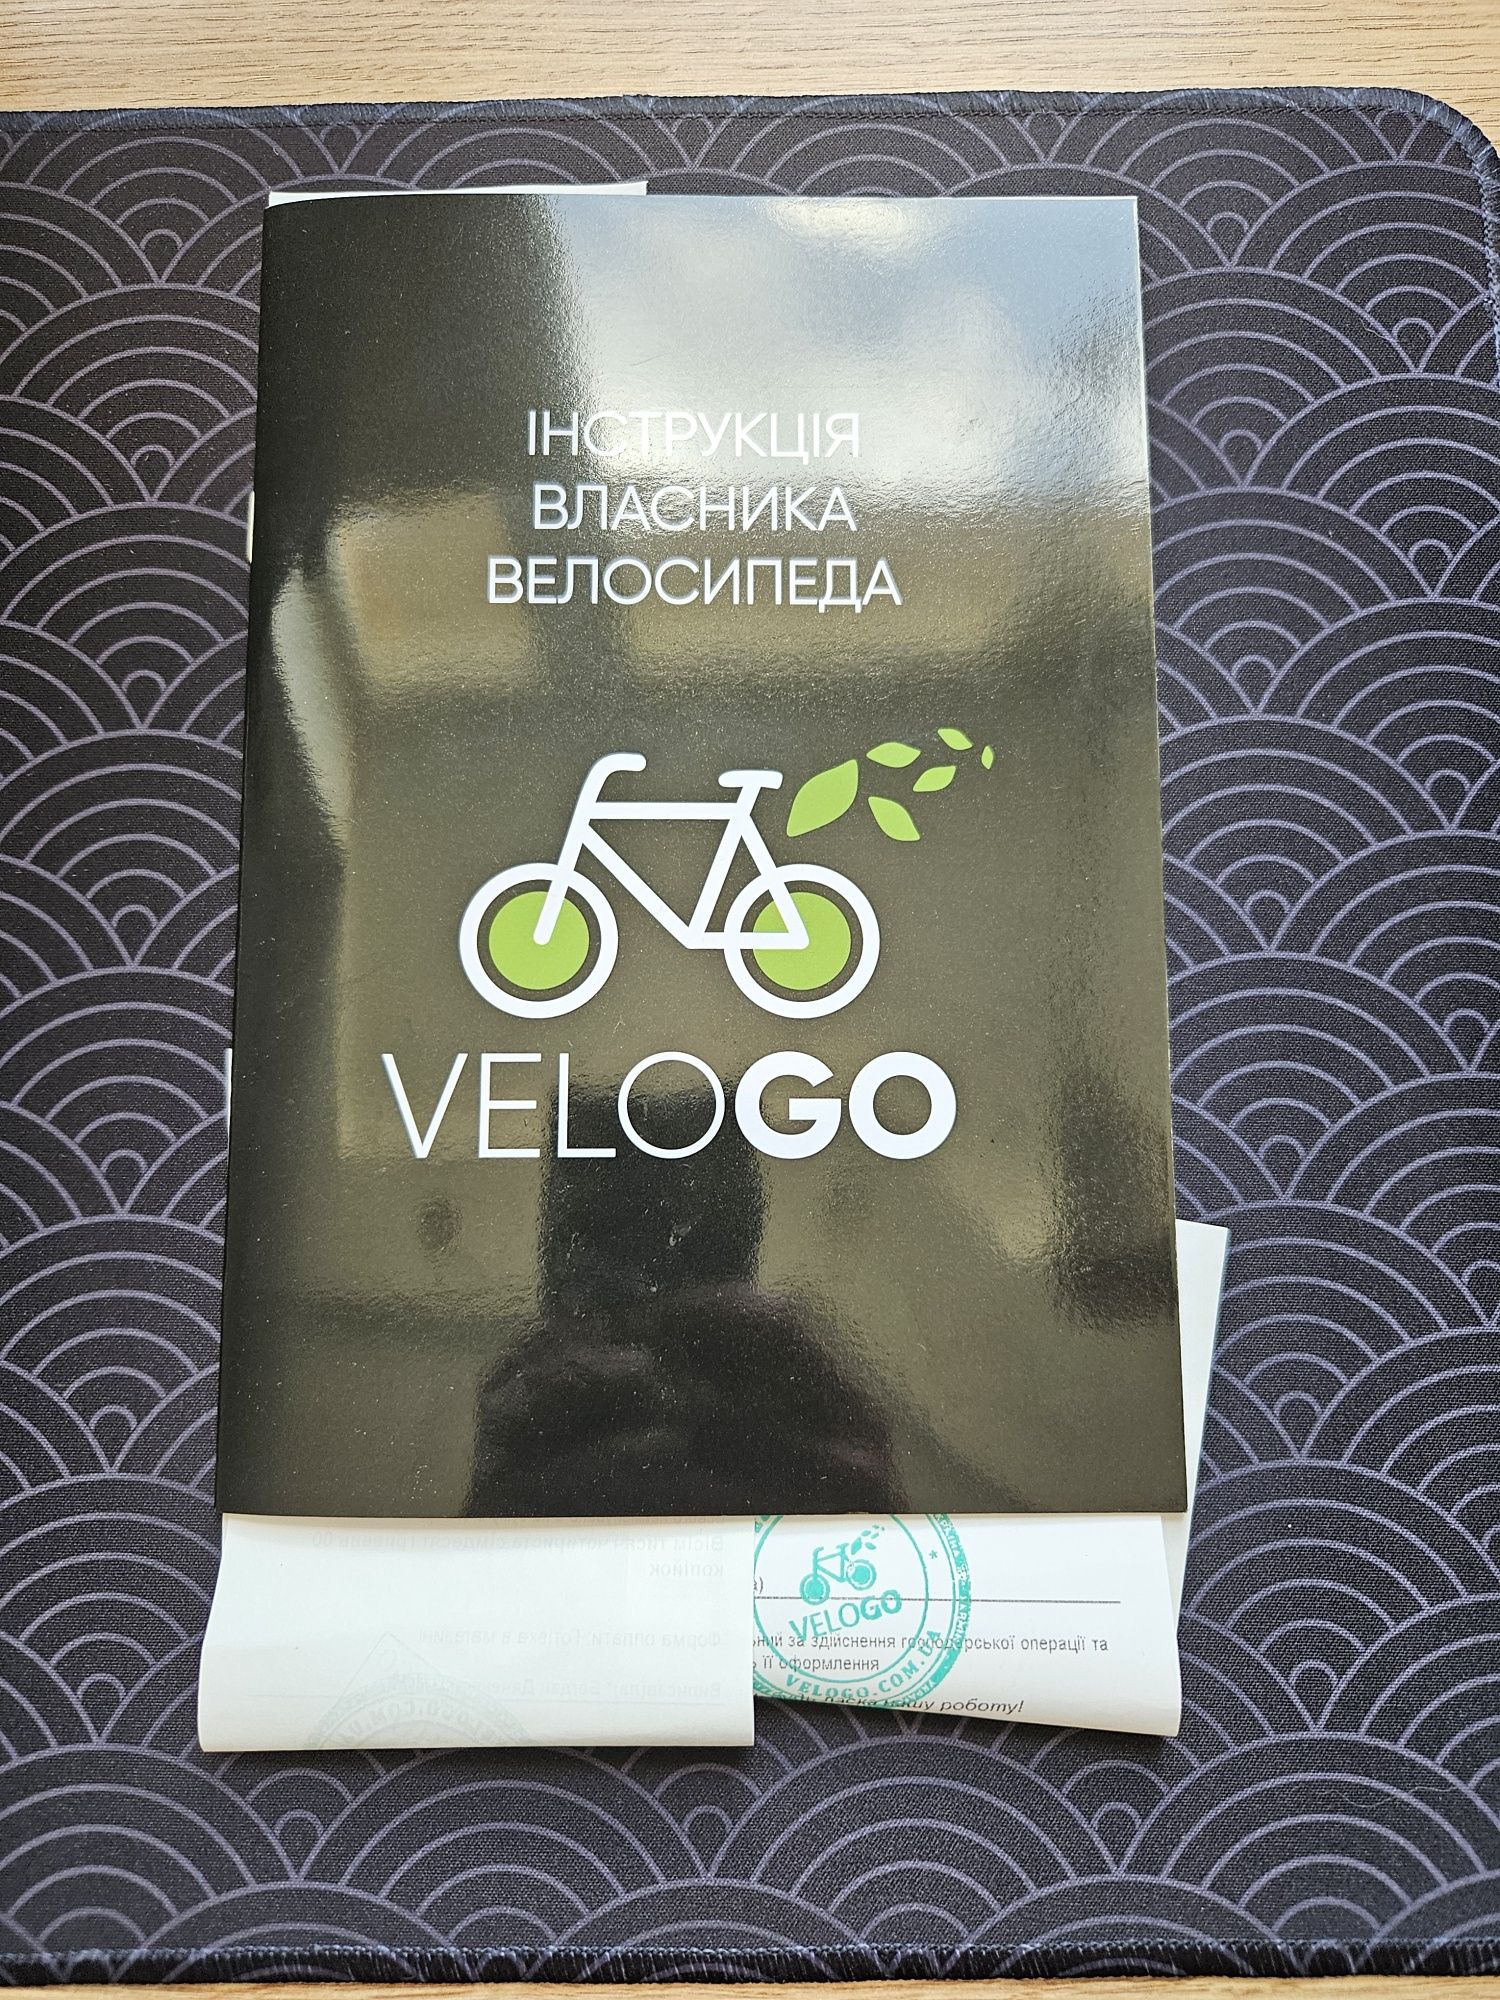 ІНСТРУКЦІЯ
ВЛАСНИКА
ВЕЛОСИПЕДА
VELOGO
VELOGO
VELOGO.COM.UA
за здійснення господарської операції та
її оформлення
ласка нашу роботу!
Вісім тисяч чотириста сімдесят гривень 00
копійок
Форма оплати: Готівка в магазині